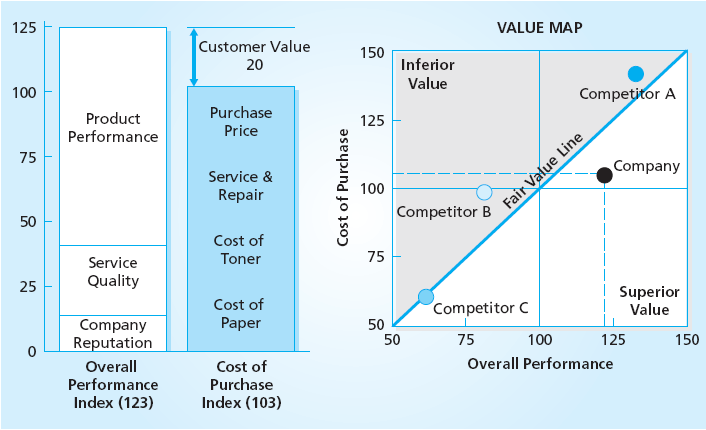 125
100
75
50
25
0
Customer Value
20
Product
Performance
Service
Quality
Company
Reputation
Purchase
Price
Service &
Repair
Cost of
Toner
Cost of
Paper
Overall
Performance
Index (123)
Cost of
Purchase
Index (103)
VALUE MAP
Cost of Purchase
150
125
100
75
50
Inferior
Value
Competitor A
Fair Value Line
Company
Competitor B
Competitor C
Superior
Value
50
75
100
125
150
Overall Performance